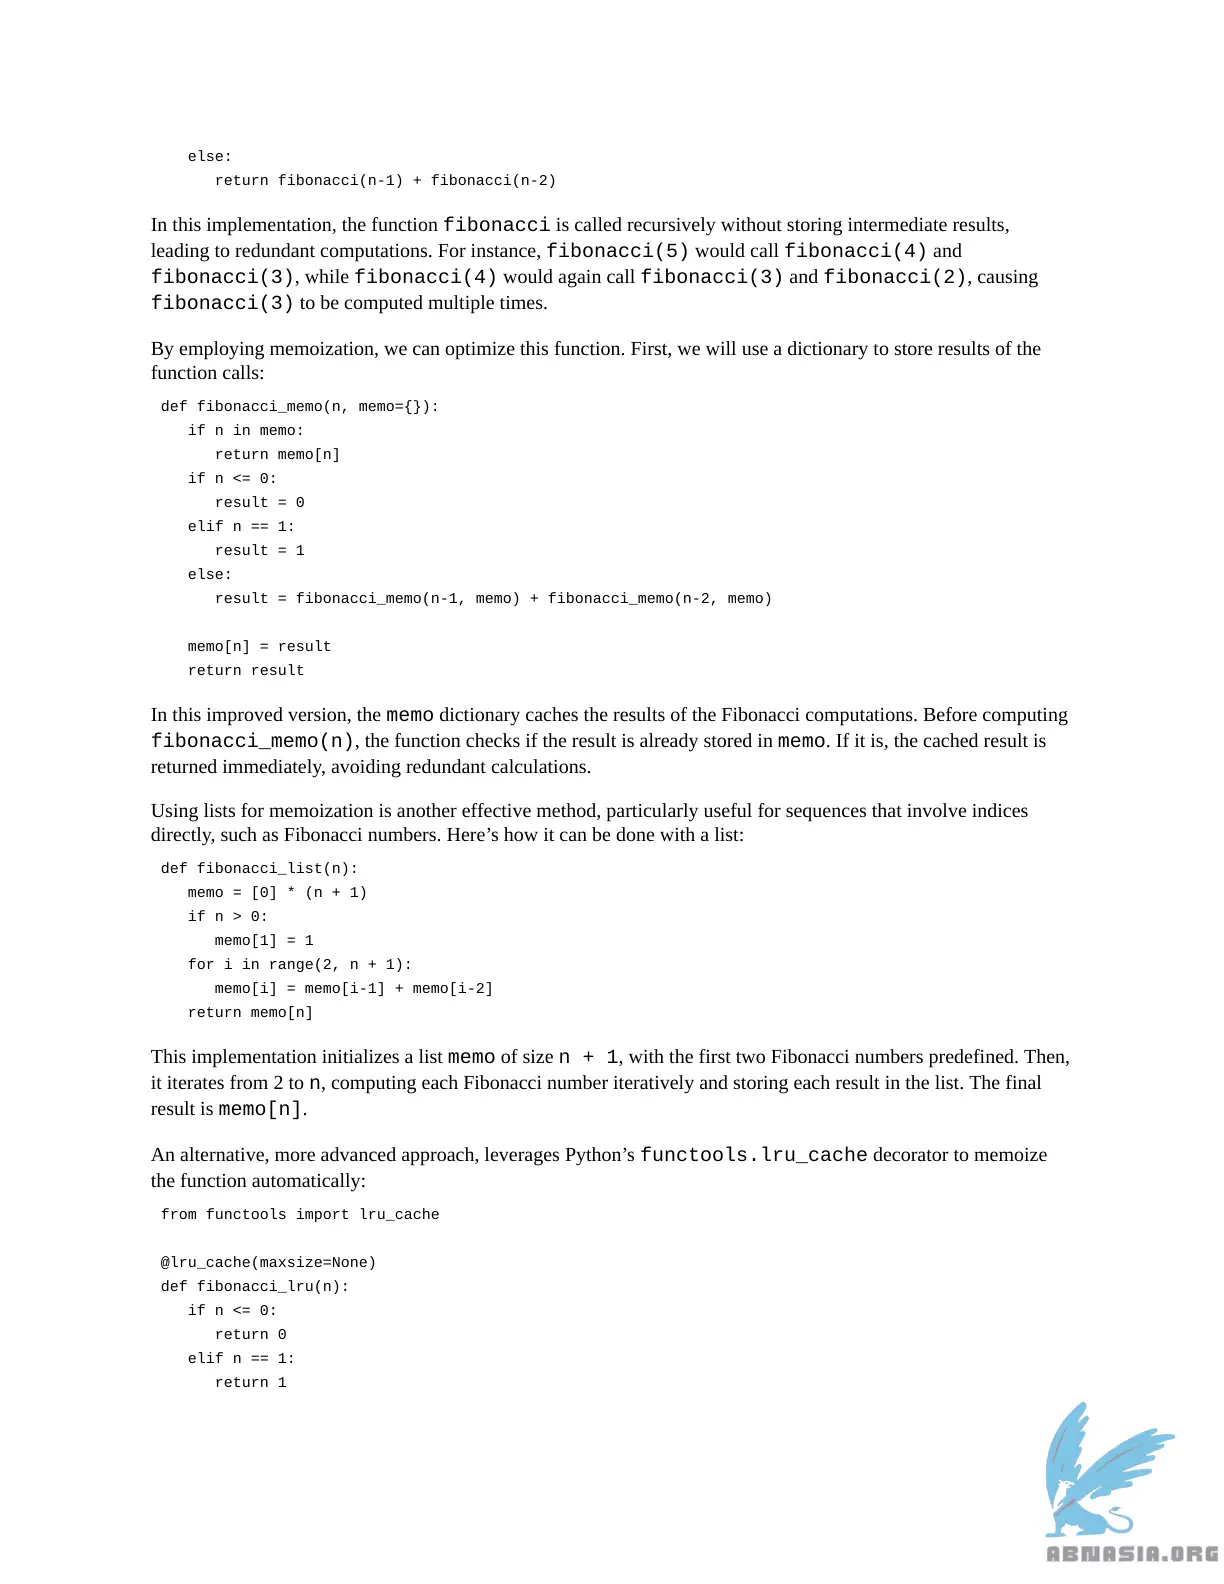 else:
return fibonacci(n-1) + fibonacci(n-2)
In this implementation, the function fibonacci is called recursively without storing intermediate results,
leading to redundant computations. For instance, fibonacci(5) would call fibonacci(4) and
fibonacci(3), while fibonacci(4) would again call fibonacci(3) and fibonacci(2), causing
fibonacci(3) to be computed multiple times.
By employing memoization, we can optimize this function. First, we will use a dictionary to store results of the
function calls:
def fibonacci_memo(n, memo={}):
if n in memo:
return memo[n]
if n <= 0:
result = 0
elif n == 1:
result = 1
else:
result = fibonacci_memo(n-1, memo) + fibonacci_memo(n-2, memo)
memo[n] = result
return result
In this improved version, the memo dictionary caches the results of the Fibonacci computations. Before computing
fibonacci_memo(n), the function checks if the result is already stored in memo. If it is, the cached result is
returned immediately, avoiding redundant calculations.
Using lists for memoization is another effective method, particularly useful for sequences that involve indices
directly, such as Fibonacci numbers. Here’s how it can be done with a list:
def fibonacci_list(n):
memo = [0] * (n + 1)
if n > 0:
memo[1] = 1
for i in range(2, n + 1):
memo[i] = memo[i-1] + memo[i-2]
return memo[n]
This implementation initializes a list memo of size n + 1, with the first two Fibonacci numbers predefined. Then,
it iterates from 2 to n, computing each Fibonacci number iteratively and storing each result in the list. The final
result is memo[n].
An alternative, more advanced approach, leverages Python’s functools.lru_cache decorator to memoize
the function automatically:
from functools import lru_cache
@lru_cache(maxsize=None)
def fibonacci_lru(n):
if n <= 0:
return 0
elif n == 1:
return 1
ABNASIA.ORG